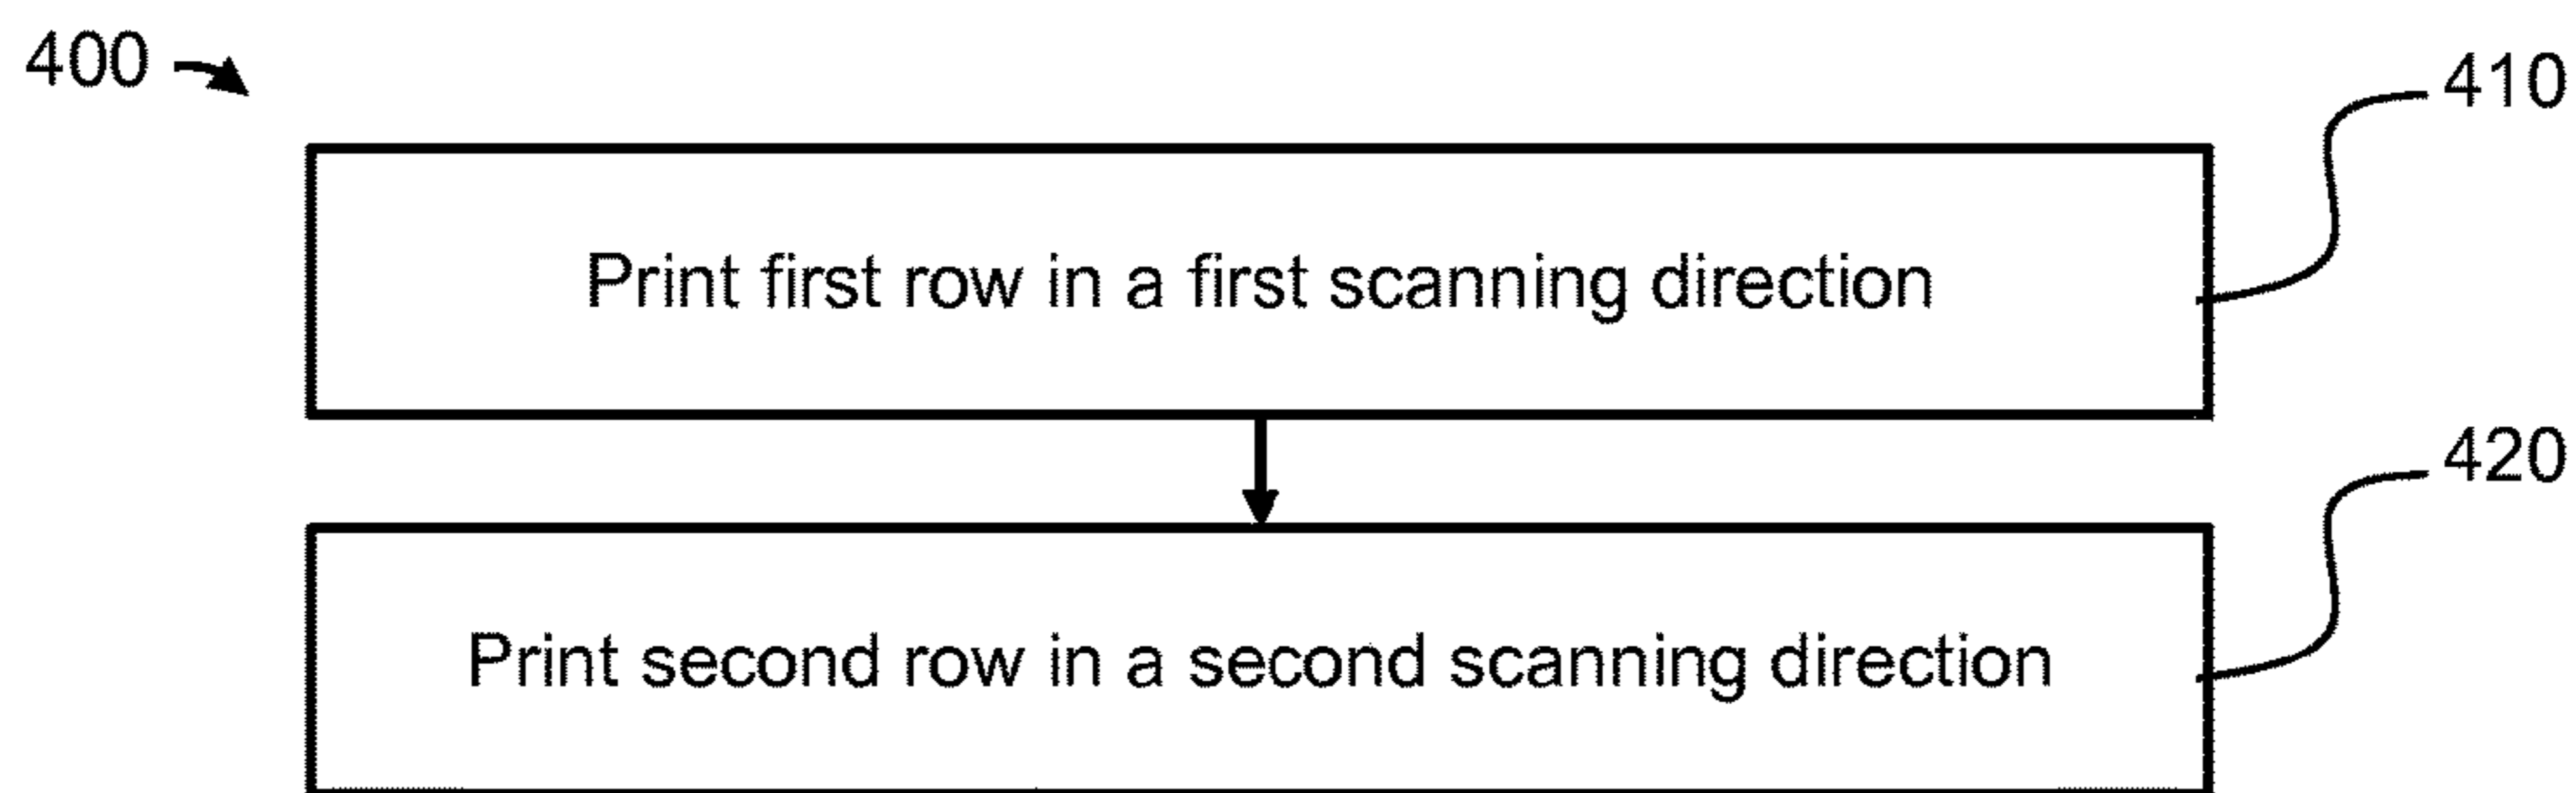 400
410
Print first row in a first scanning direction
420
Print second row in a second scanning direction